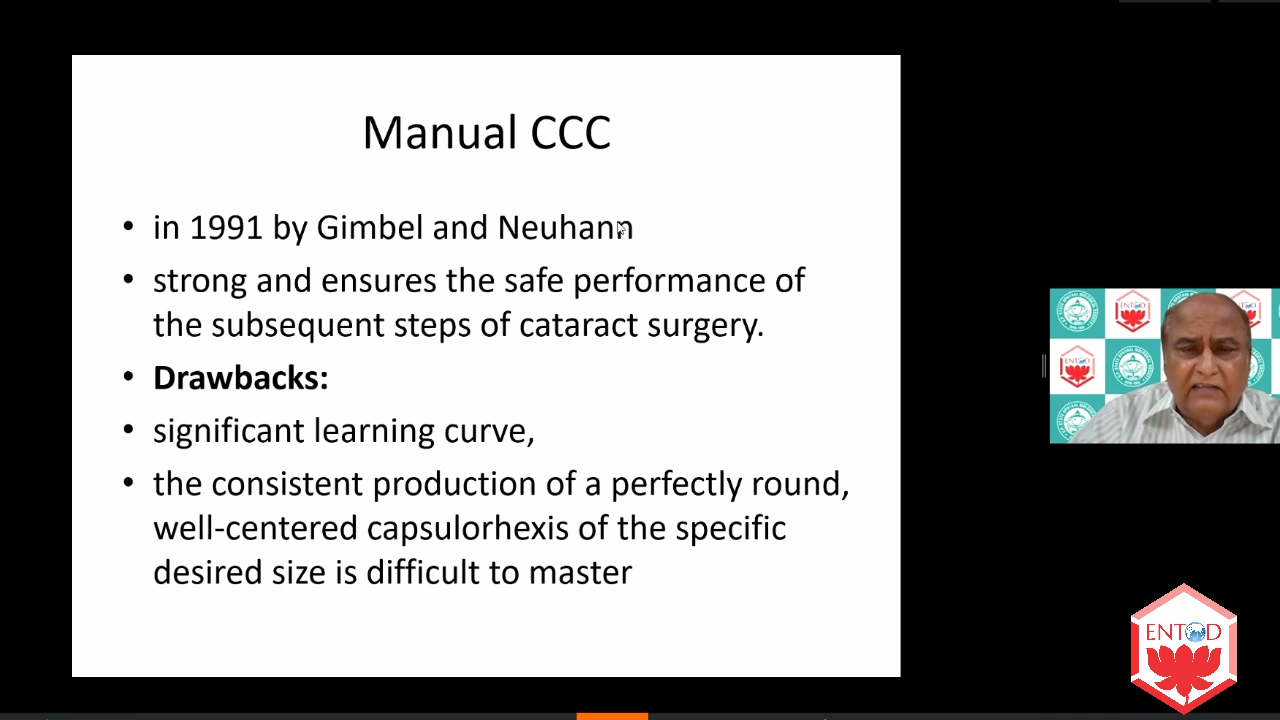 Manual CCC
• in 1991 by Gimbel and Neuhann
• strong and ensures the safe performance of
the subsequent steps of cataract surgery.
• Drawbacks:
• significant learning curve,
• the consistent production of a perfectly round,
well-centered capsulorhexis of the specific
desired size is difficult to master
ENTOD
ENTOD